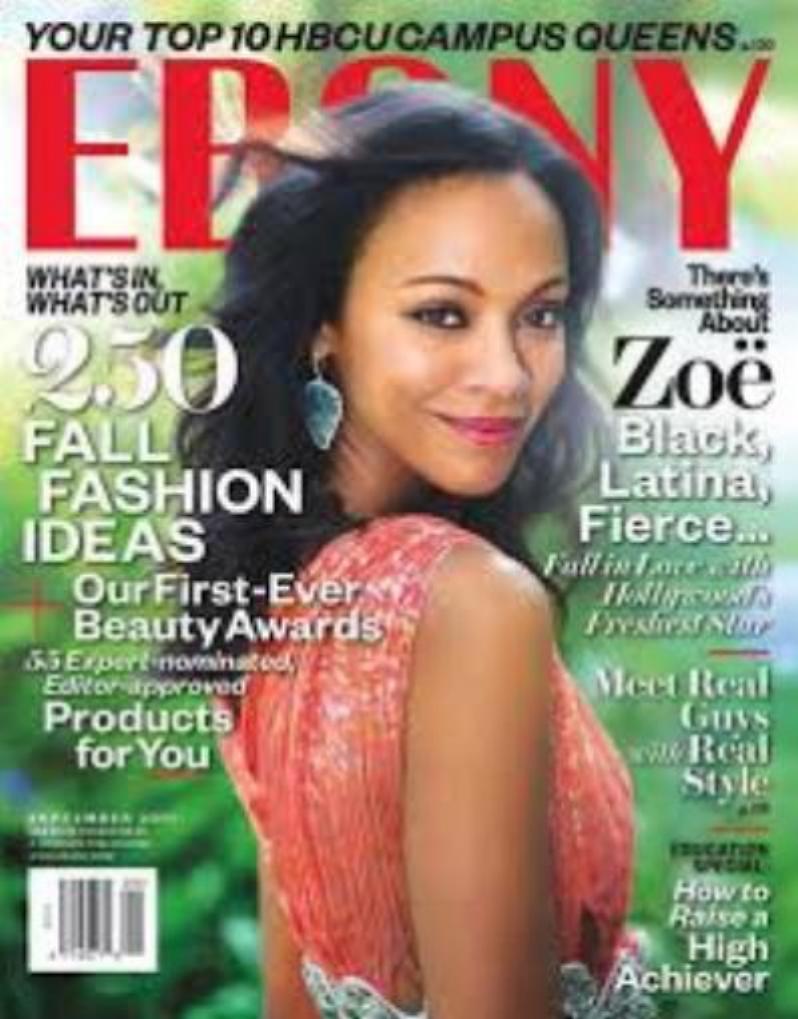 YOUR TOP 10 HBCU CAMPUS QUEENS
EBONY
WHAT'S IN,
WHAT'S OUT
250
FALL
FASHION
IDEAS
+ Our First-Ever
Beauty Awards
55 Expert-nominated,
Editor-approved
Products
for You
SEPTEMBER
There's
Something
About
Zoë
Black,
Latina,
Fierce...
Fall in Love with
Hollywood's
Freshest Star
Meet Real
Guys
with Real
Style
EDUCATION
SPECIAL:
How to
Raise a
High
Achiever